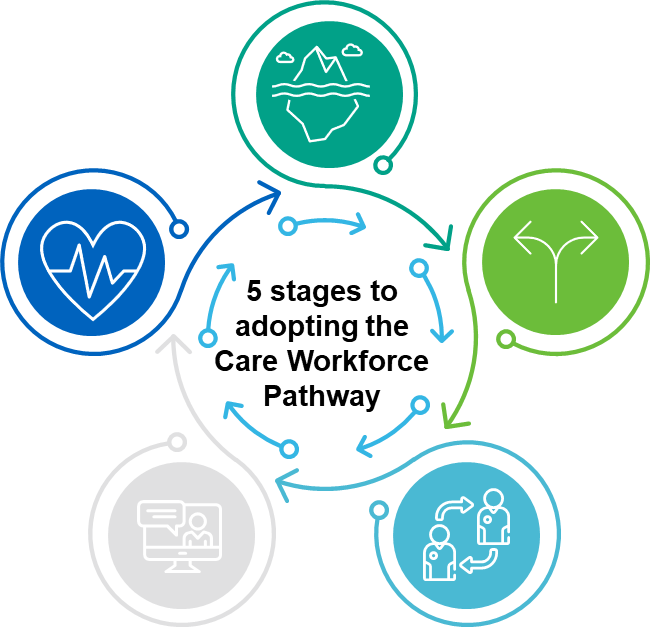 5 stages to
adopting the
Care Workforce
Pathway